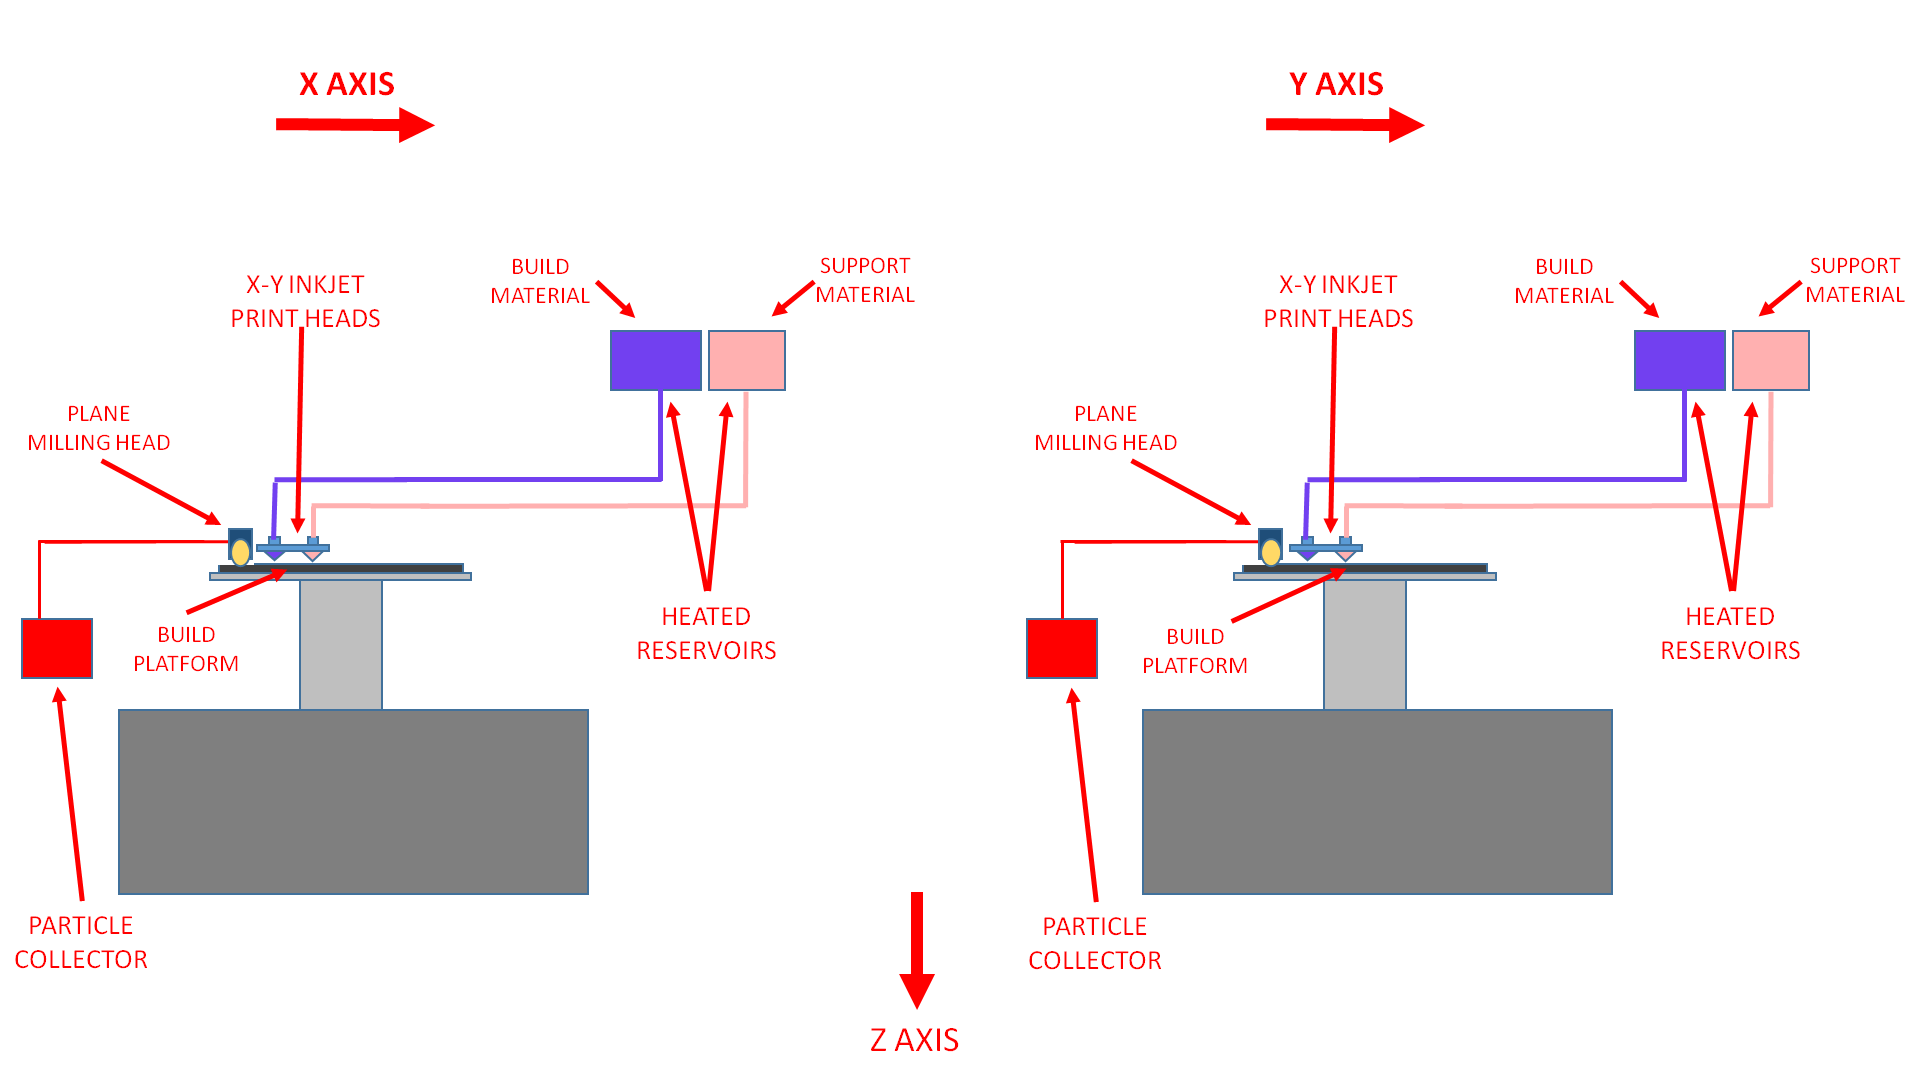 X AXIS
Y AXIS
X-Y INKJET
PRINT HEADS
BUILD
MATERIAL
SUPPORT
MATERIAL
PLANE
MILLING HEAD
BUILD
PLATFORM
HEATED
RESERVOIRS
PARTICLE
COLLECTOR
X-Y INKJET
PRINT HEADS
BUILD
MATERIAL
SUPPORT
MATERIAL
PLANE
MILLING HEAD
BUILD
PLATFORM
HEATED
RESERVOIRS
PARTICLE
COLLECTOR
Z AXIS